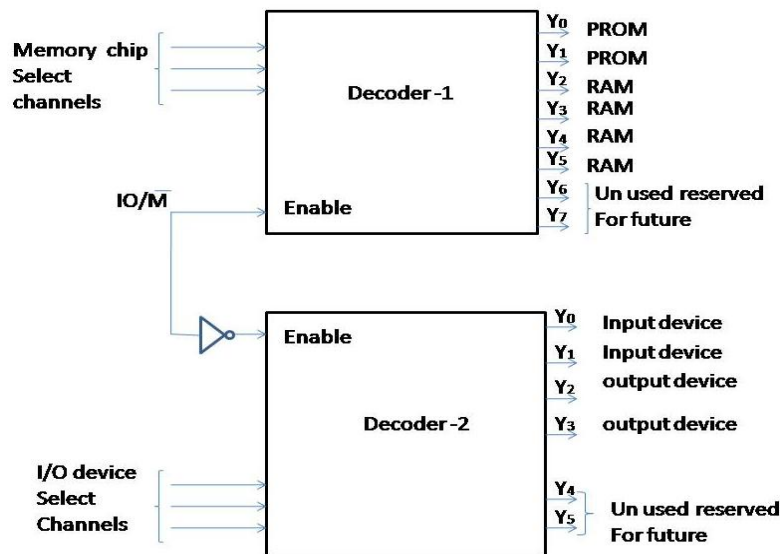 Memory chip
Select
channels
Decoder-1
Y0 PROM
Y1 PROM
Y2 RAM
Y3 RAM
Y4 RAM
Y5 RAM
Y6 Un used reserved
Y7 For future
IO/M̅
Enable
Enable
Decoder-2
Y0 Input device
Y1 Input device
Y2 output device
Y3 output device
Y4 Un used reserved
Y5 For future
I/O device
Select
Channels